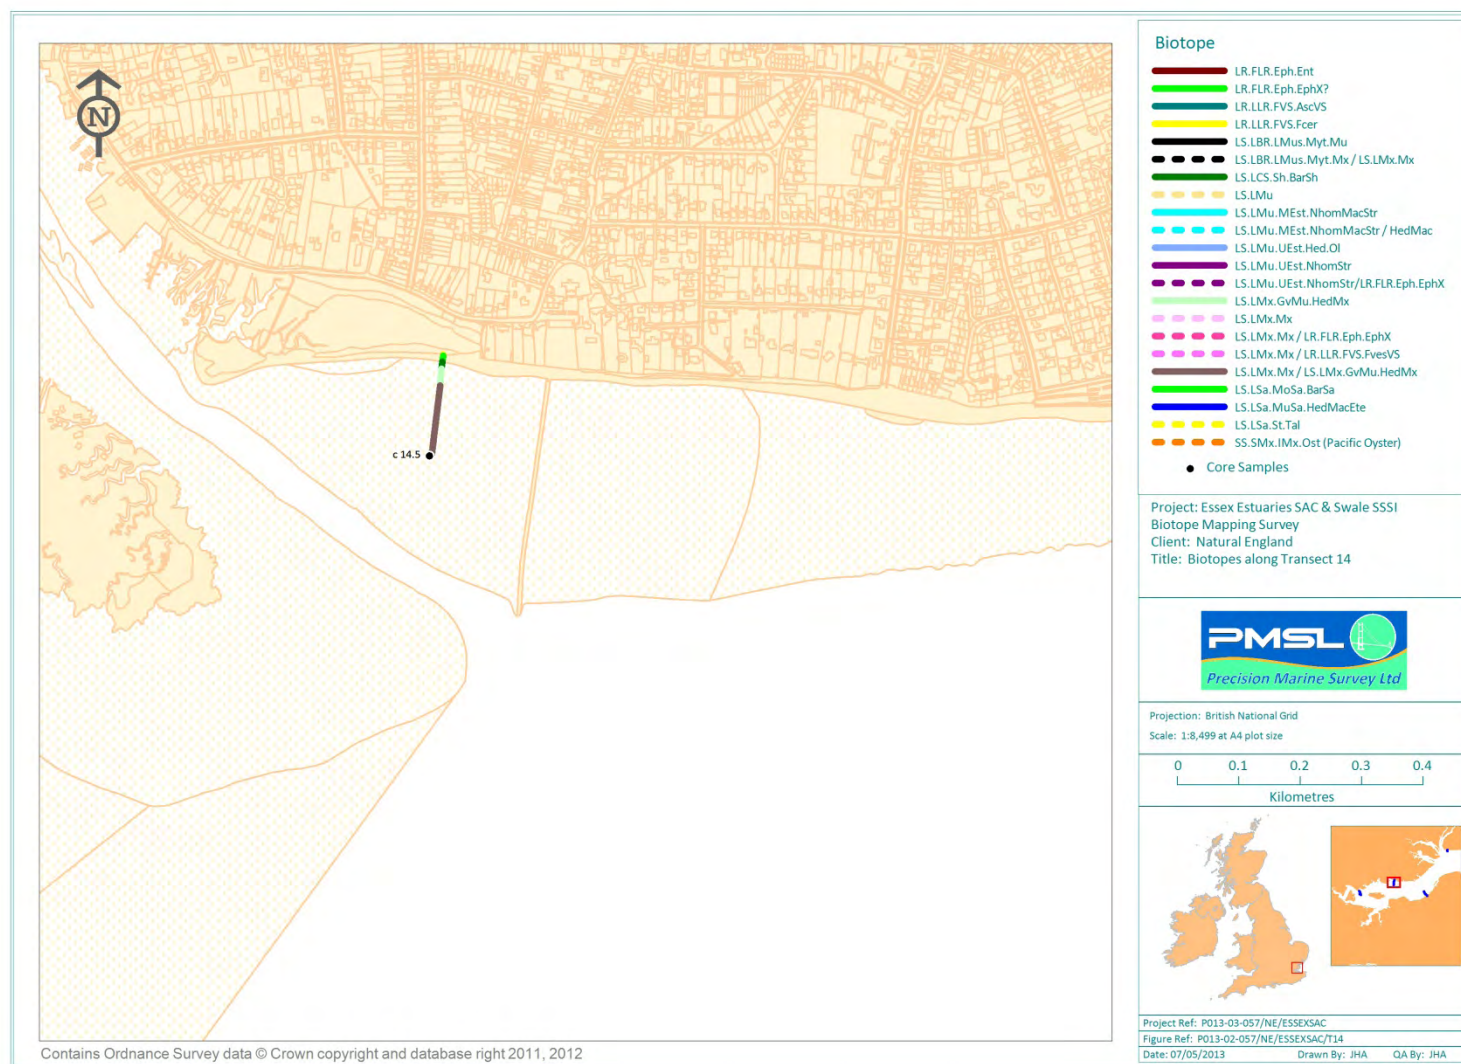 N
c 14.5
Contains Ordnance Survey data © Crown copyright and database right 2011, 2012
Biotope
LR.FLR.Eph.Ent
LR.FLR.Eph.EphX?
LR.LLR.FVS.AscVS
LR.LLR.FVS.Fcer
LS.LBR.LMus.Myt.Mu
LS.LBR.LMus.Myt.Mx / LS.LMx.Mx
LS.LCS.Sh.BarSh
LS.LMu
LS.LMu.MEst.NhomMacStr
LS.LMu.MEst.NhomMacStr / HedMac
LS.LMu.UEst.Hed.Ol
LS.LMu.UEst.NhomStr
LS.LMu.UEst.NhomStr/LR.FLR.Eph.EphX
LS.LMx.GvMu.HedMx
LS.LMx.Mx
LS.LMx.Mx / LR.FLR.Eph.EphX
LS.LMx.Mx / LR.LLR.FVS.FvesVS
LS.LMx.Mx / LS.LMx.GvMu.HedMx
LS.LSa.MoSa.BarSa
LS.LSa.MuSa.HedMacEte
LS.LSa.St.Tal
SS.SMx.IMx.Ost (Pacific Oyster)
Core Samples
Project: Essex Estuaries SAC & Swale SSSI
Biotope Mapping Survey
Client: Natural England
Title: Biotopes along Transect 14
PMSL
Precision Marine Survey Ltd
Projection: British National Grid
Scale: 1:8,499 at A4 plot size
0 0.1 0.2 0.3 0.4
Kilometres
Project Ref: P013-03-057/NE/ESSEXSAC
Figure Ref: P013-02-057/NE/ESSEXSAC/T14
Date: 07/05/2013 Drawn By: JHA QA By: JHA